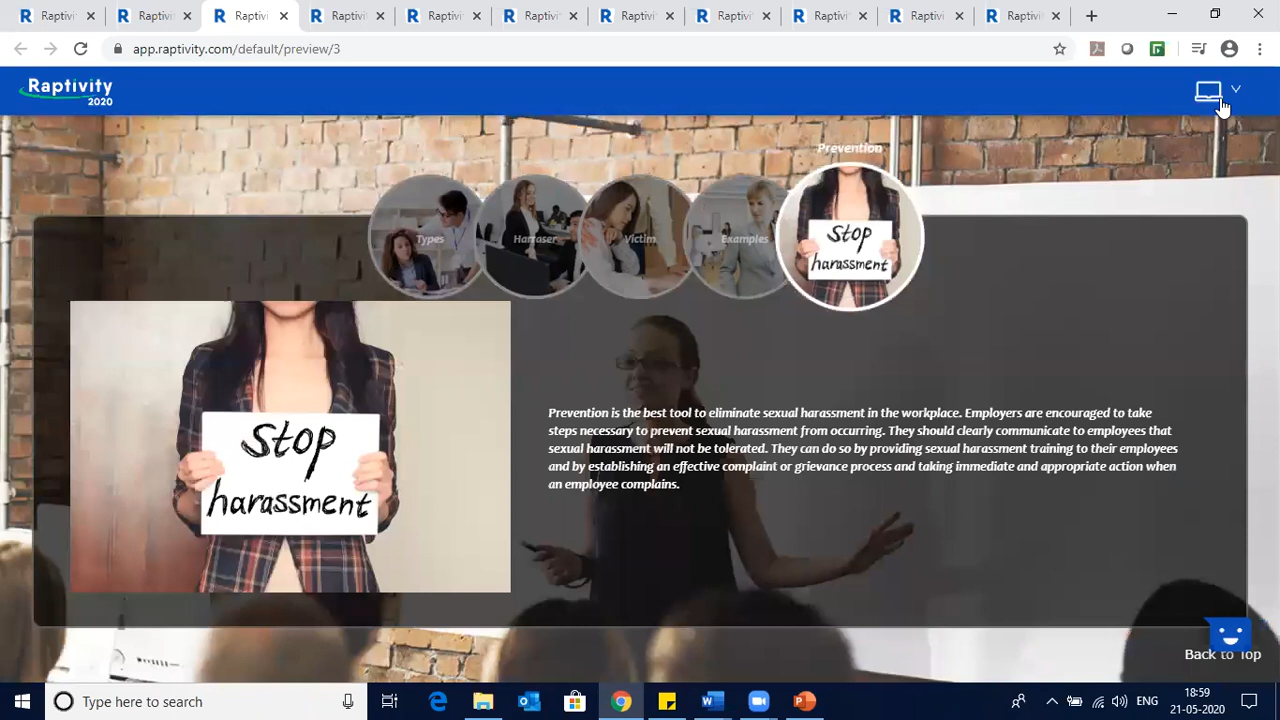 Raptivity
Raptivity
Raptivity
Raptivity
Raptivity
Raptivity
Raptivity
Raptivity
Raptivity
Raptivity
Raptivity
app.raptivity.com/default/preview/3
Raptivity
2020
Prevention
Types
Harraser
Victim
Examples
Stop
harassment
Stop
harassment
Prevention is the best tool to eliminate sexual harassment in the workplace. Employers are encouraged to take
steps necessary to prevent sexual harassment from occurring. They should clearly communicate to employees that
sexual harassment will not be tolerated. They can do so by providing sexual harassment training to their employees
and by establishing an effective complaint or grievance process and taking immediate and appropriate action when
an employee complains.
Back to Top
Type here to search
ENG
18:59
21-05-2020